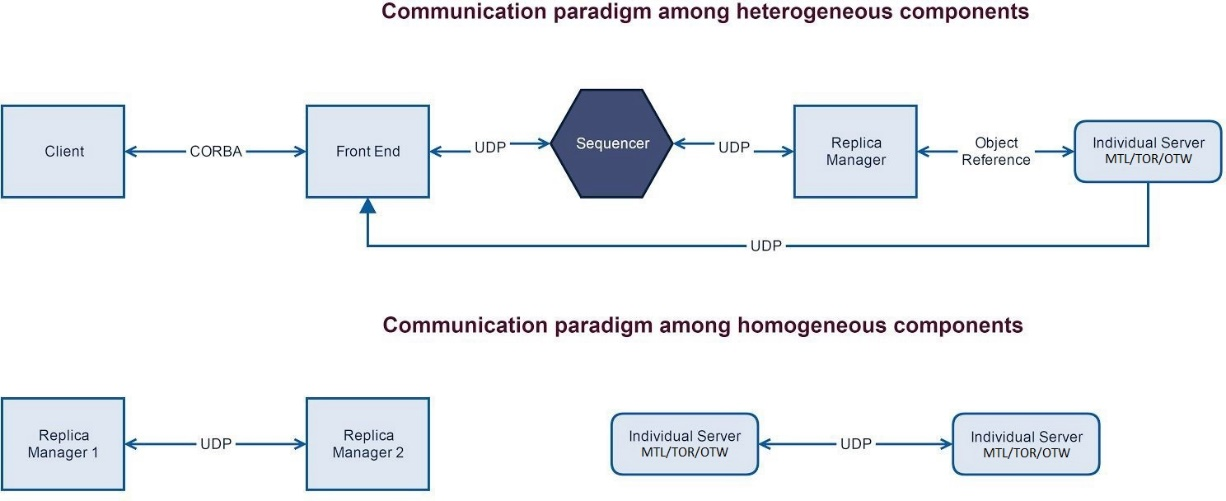 Communication paradigm among heterogeneous components
Client
CORBA
Front End
UDP
Sequencer
UDP
Replica
Manager
Object
Reference
Individual Server
MTL/TOR/OTW
UDP
Communication paradigm among homogeneous components
Replica
Manager 1
UDP
Replica
Manager 2
Individual Server
MTL/TOR/OTW
UDP
Individual Server
MTL/TOR/OTW